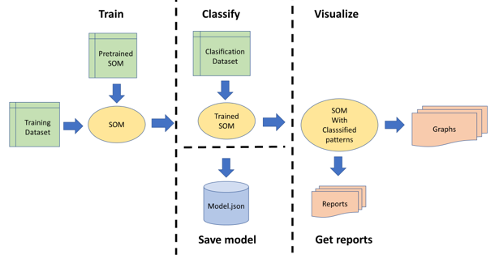 Train
Classify
Visualize
Pretrained
SOM
Clasification
Dataset
Training
Dataset
SOM
Trained
SOM
SOM
With
Classsified
patterns
Graphs
Model.json
Reports
Save model
Get reports